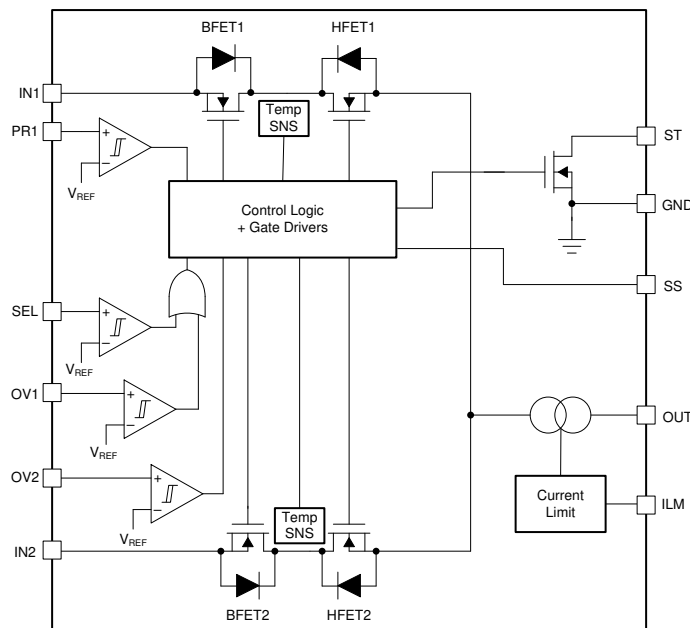 BFET1
HFET1
IN1
Temp
SNS
PR1
+
−
VREF
ST
Control Logic
+ Gate Drivers
GND
SS
SEL
+
−
VREF
OV1
+
−
VREF
OUT
OV2
+
−
VREF
Current
Limit
ILM
Temp
SNS
IN2
BFET2
HFET2